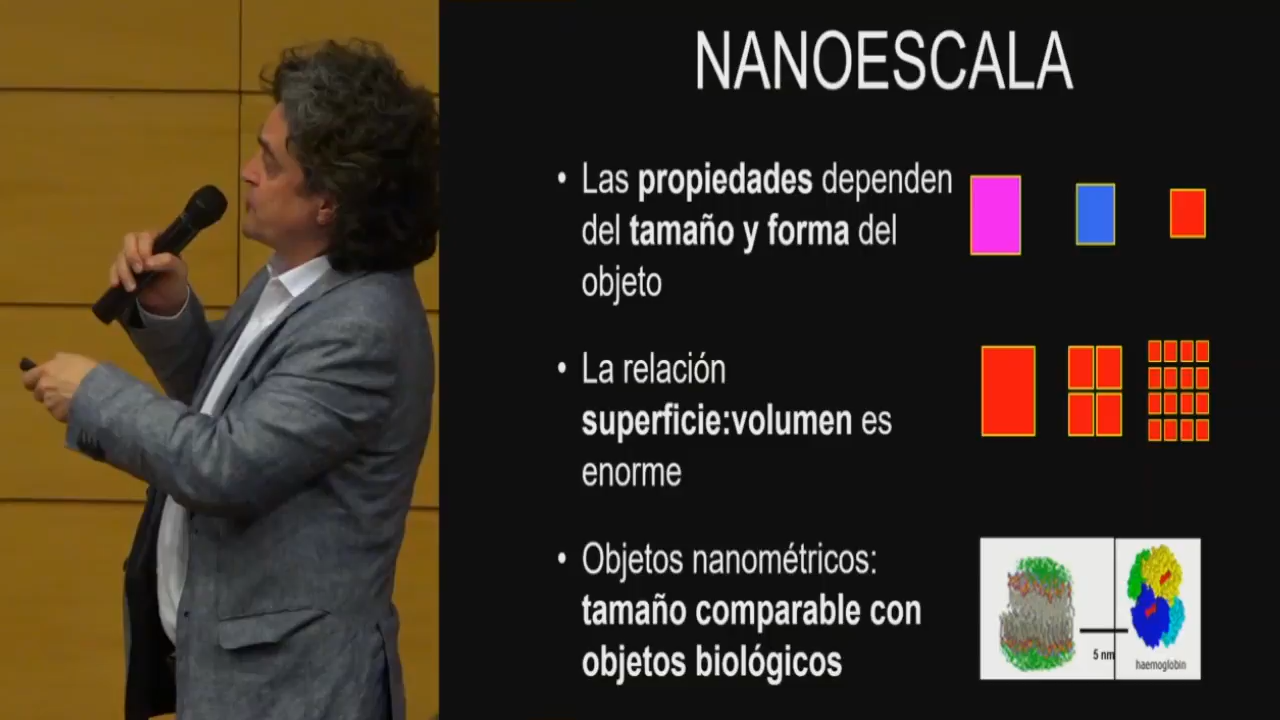 NANOESCALA
• Las propiedades dependen
del tamaño y forma del
objeto
• La relación
superficie:volumen es
enorme
• Objetos nanométricos:
tamaño comparable con
objetos biológicos
5 nm
haemoglobin